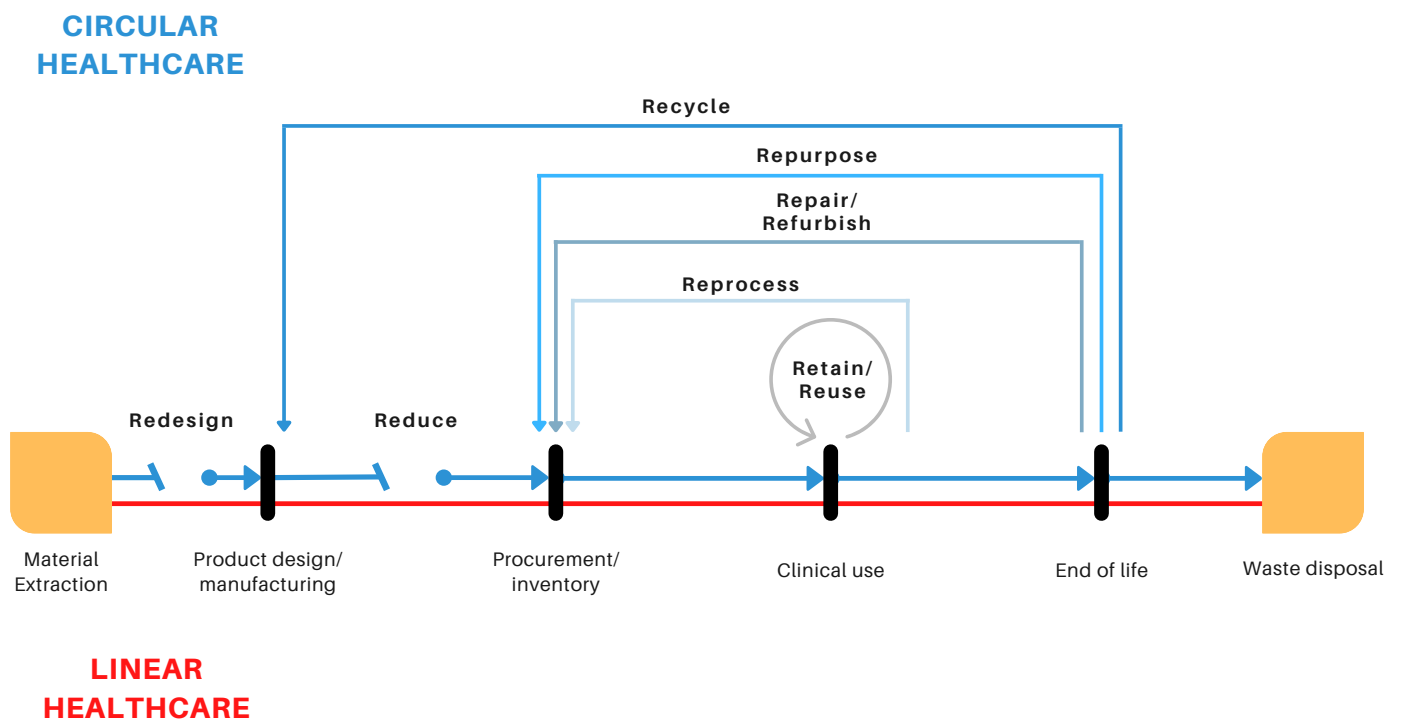 CIRCULAR
HEALTHCARE
Recycle
Repurpose
Repair/
Refurbish
Reprocess
Retain/
Reuse
Redesign
Reduce
Material
Extraction
Product design/
manufacturing
Procurement/
inventory
Clinical use
End of life
Waste disposal
LINEAR
HEALTHCARE